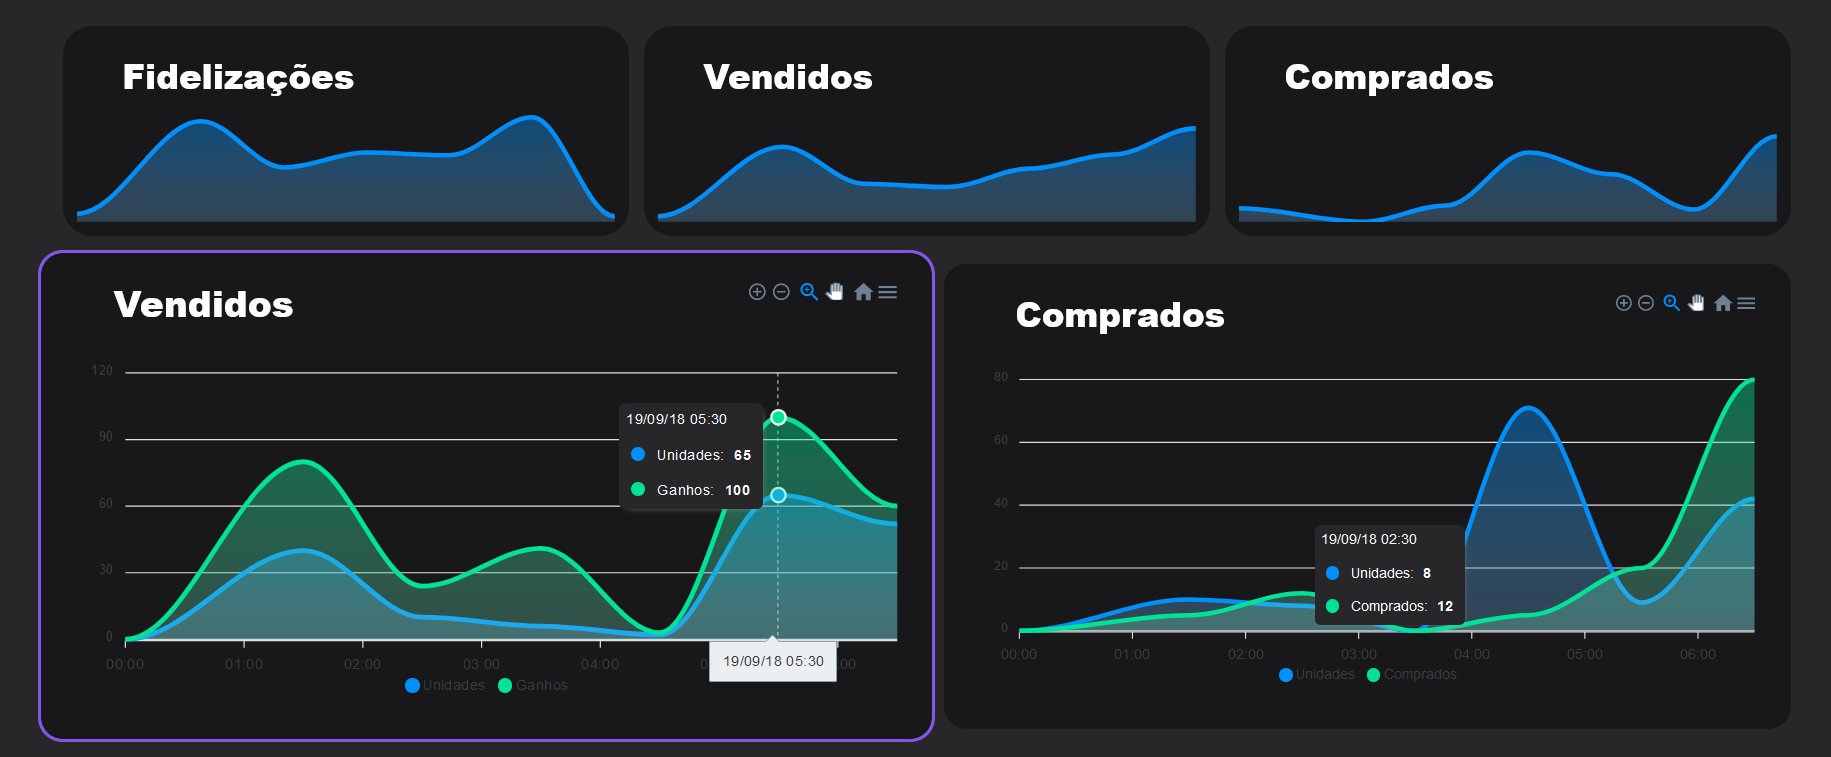 Fidelizações
Vendidos
Comprados
Vendidos
120
90
60
30
0
19/09/18 05:30
Unidades: 65
Ganhos: 100
00:00 01:00 02:00 03:00 04:00
19/09/18 05:30
Unidades Ganhos
Comprados
80
60
40
20
0
19/09/18 02:30
Unidades: 8
Comprados: 12
00:00 01:00 02:00 03:00 04:00 05:00 06:00
Unidades Comprados